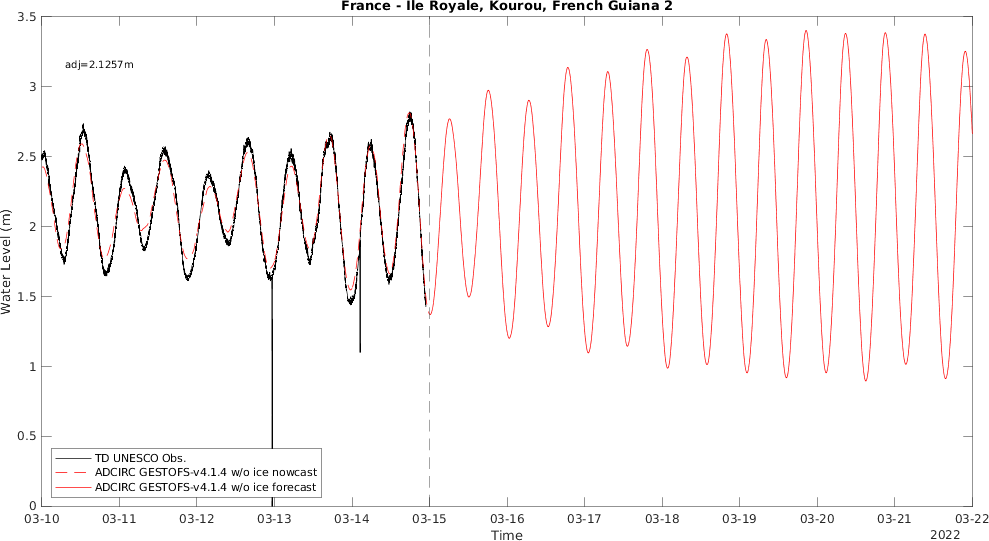 France - Ile Royale, Kourou, French Guiana 2
3.5
adj=2.1257m
3
2.5
2
Water Level (m)
1.5
1
0.5
TD UNESCO Obs.
ADCIRC GESTOFS-v4.1.4 w/o ice nowcast
ADCIRC GESTOFS-v4.1.4 w/o ice forecast
0
03-10 03-11 03-12 03-13 03-14 03-15 03-16 03-17 03-18 03-19 03-20 03-21 03-22
Time
2022